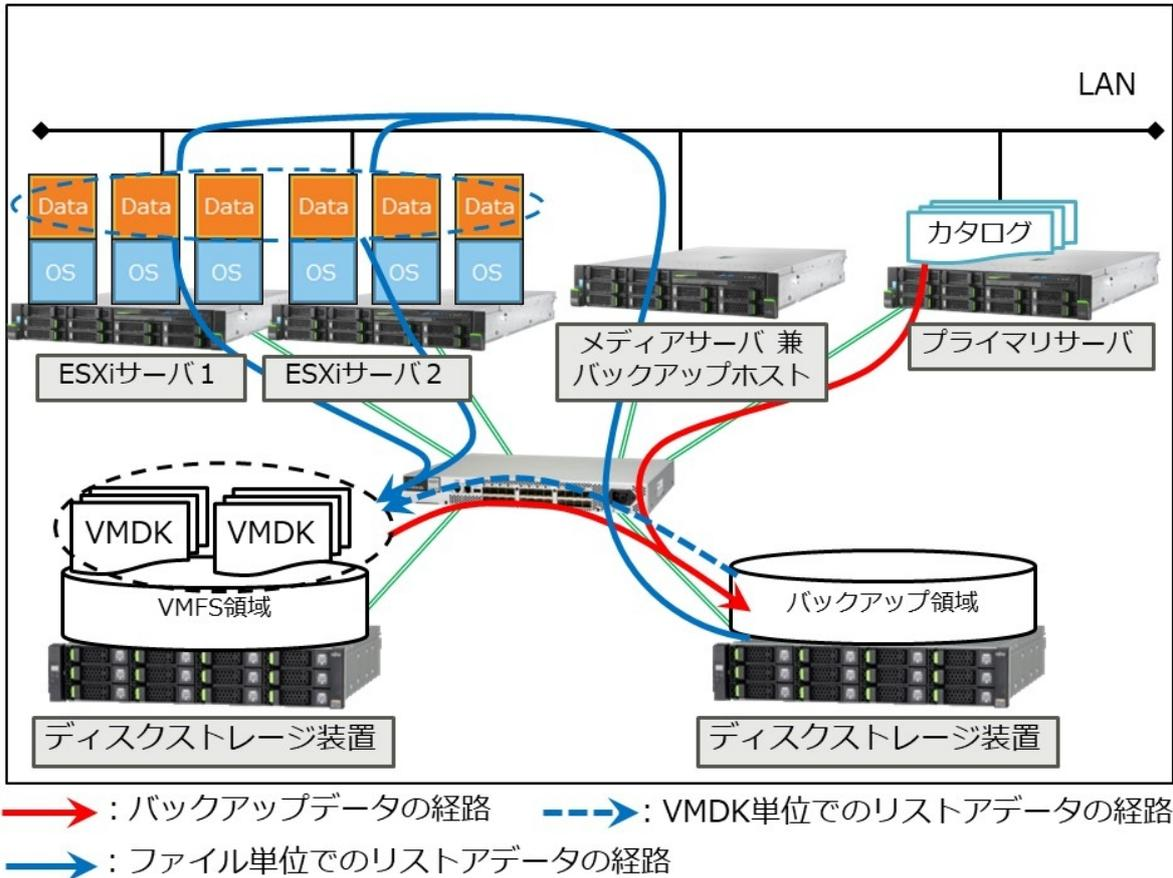 LAN
Data Data Data Data Data Data
カタログ
OS OS OS OS OS OS
ESXiサーバ1
ESXiサーバ2
メディアサーバ 兼
バックアップホスト
プライマリサーバ
VMDK VMDK
VMFS領域
バックアップ領域
ディスクストレージ装置
ディスクストレージ装置
:バックアップデータの経路
:VMDK単位でのリストアデータの経路
:ファイル単位でのリストアデータの経路